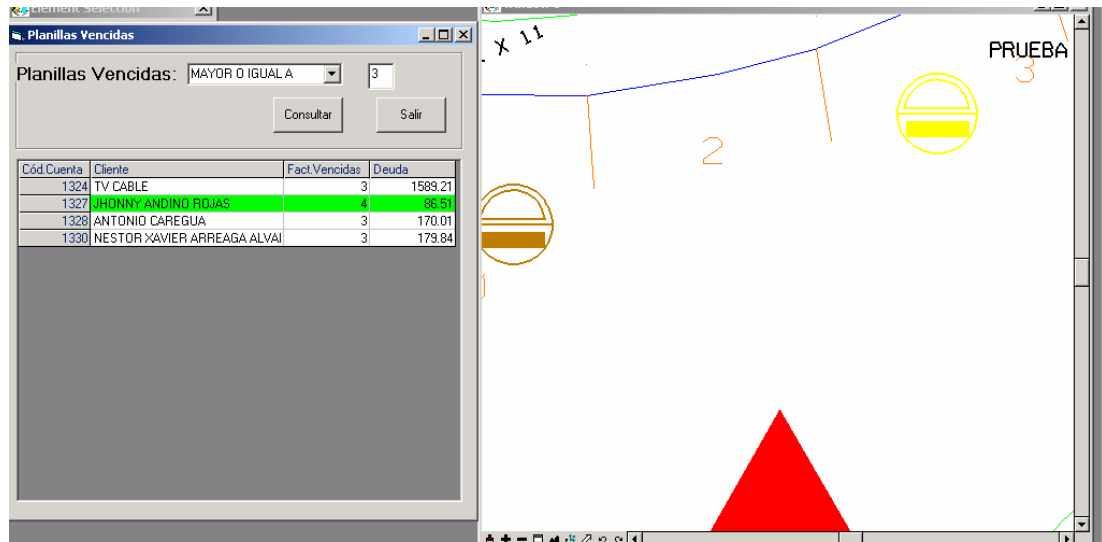 Element Selection
Planillas Vencidas
Planillas Vencidas: MAYOR O IGUAL A 3
Consultar Salir
Cód.Cuenta Cliente Fact.Vencidas Deuda
1324 TV CABLE 3 1589.21
1327 JHONNY ANDINO ROJAS 4 86.51
1328 ANTONIO CAREGUA 3 170.01
1330 NESTOR XAVIER ARREAGA ALVAI 3 179.84
X 11
PRUEBA
3
2